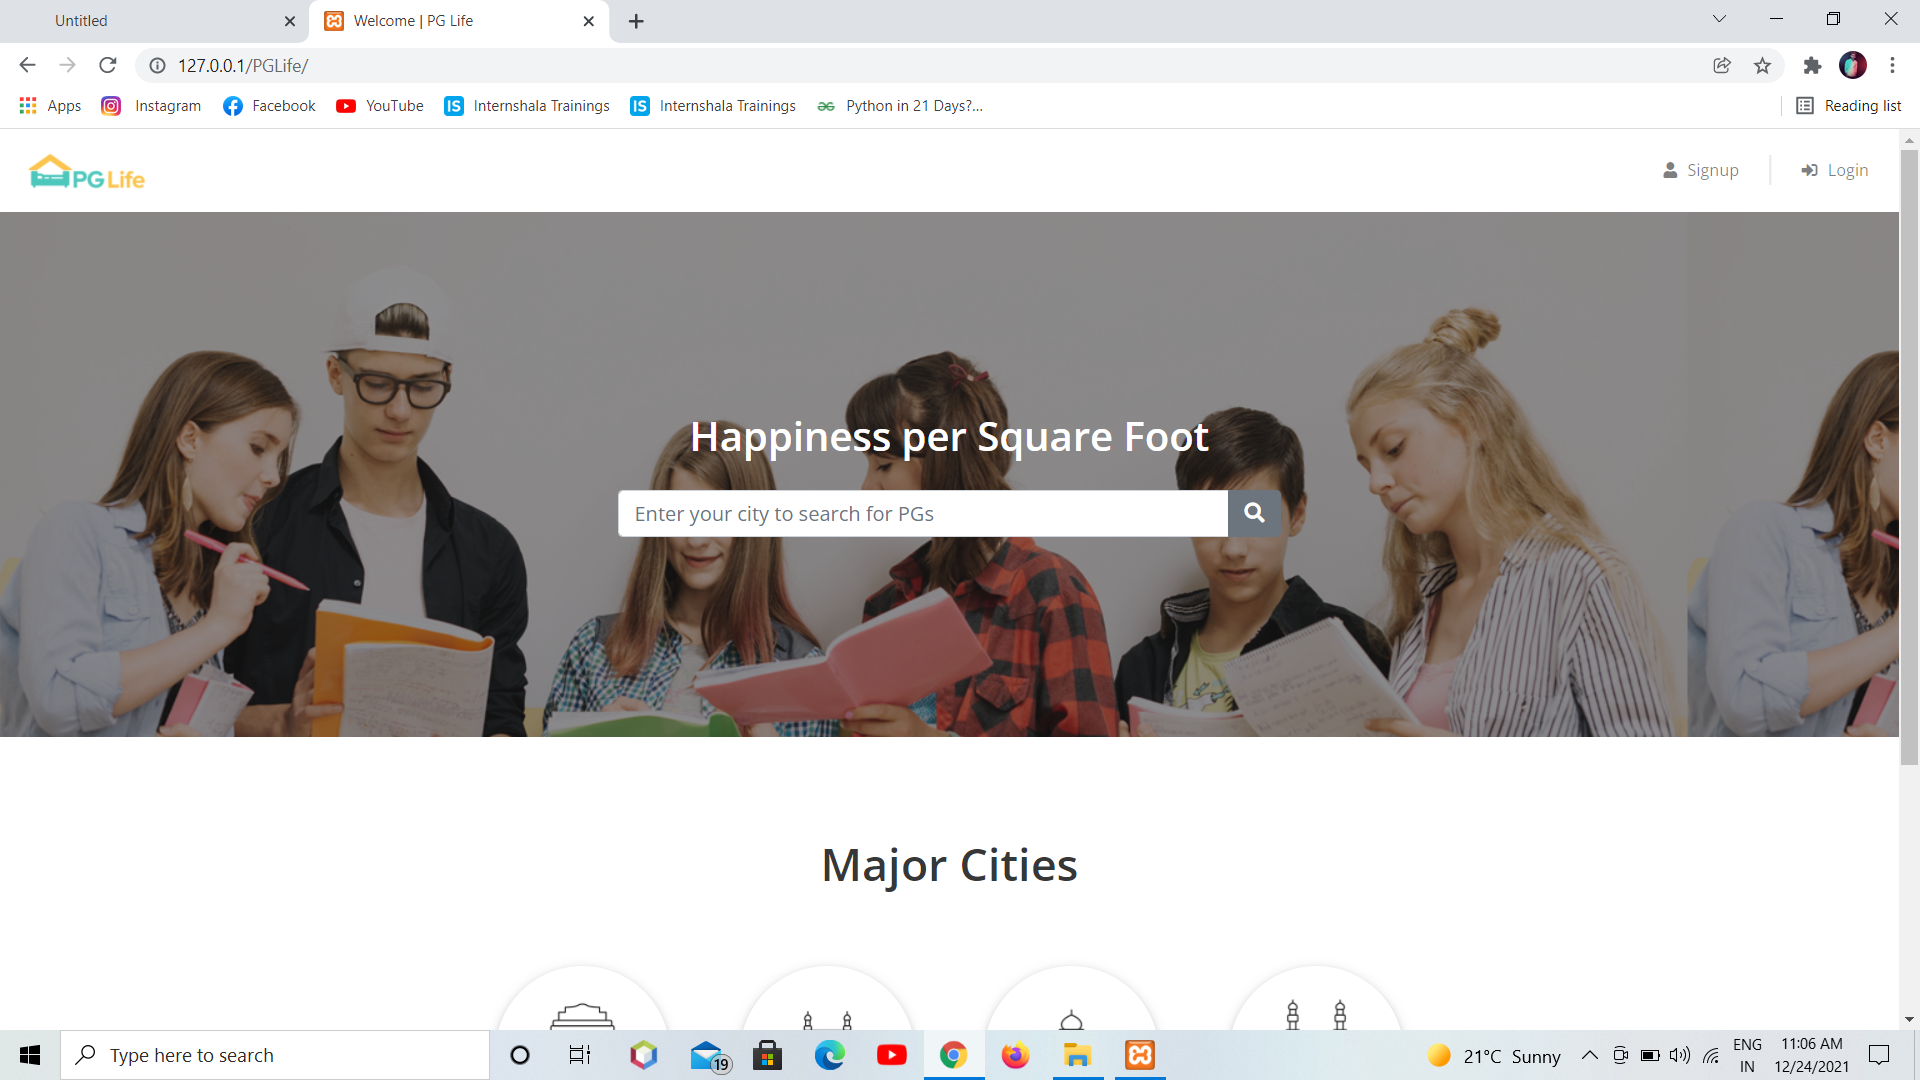 Untitled
Welcome | PG Life
127.0.0.1/PGLife/
Apps
Instagram
Facebook
YouTube
IS Internshala Trainings
IS Internshala Trainings
Python in 21 Days?...
Reading list
PG Life
Signup
Login
Happiness per Square Foot
Enter your city to search for PGs
Major Cities
Type here to search
19
21°C Sunny
ENG
IN
11:06 AM
12/24/2021